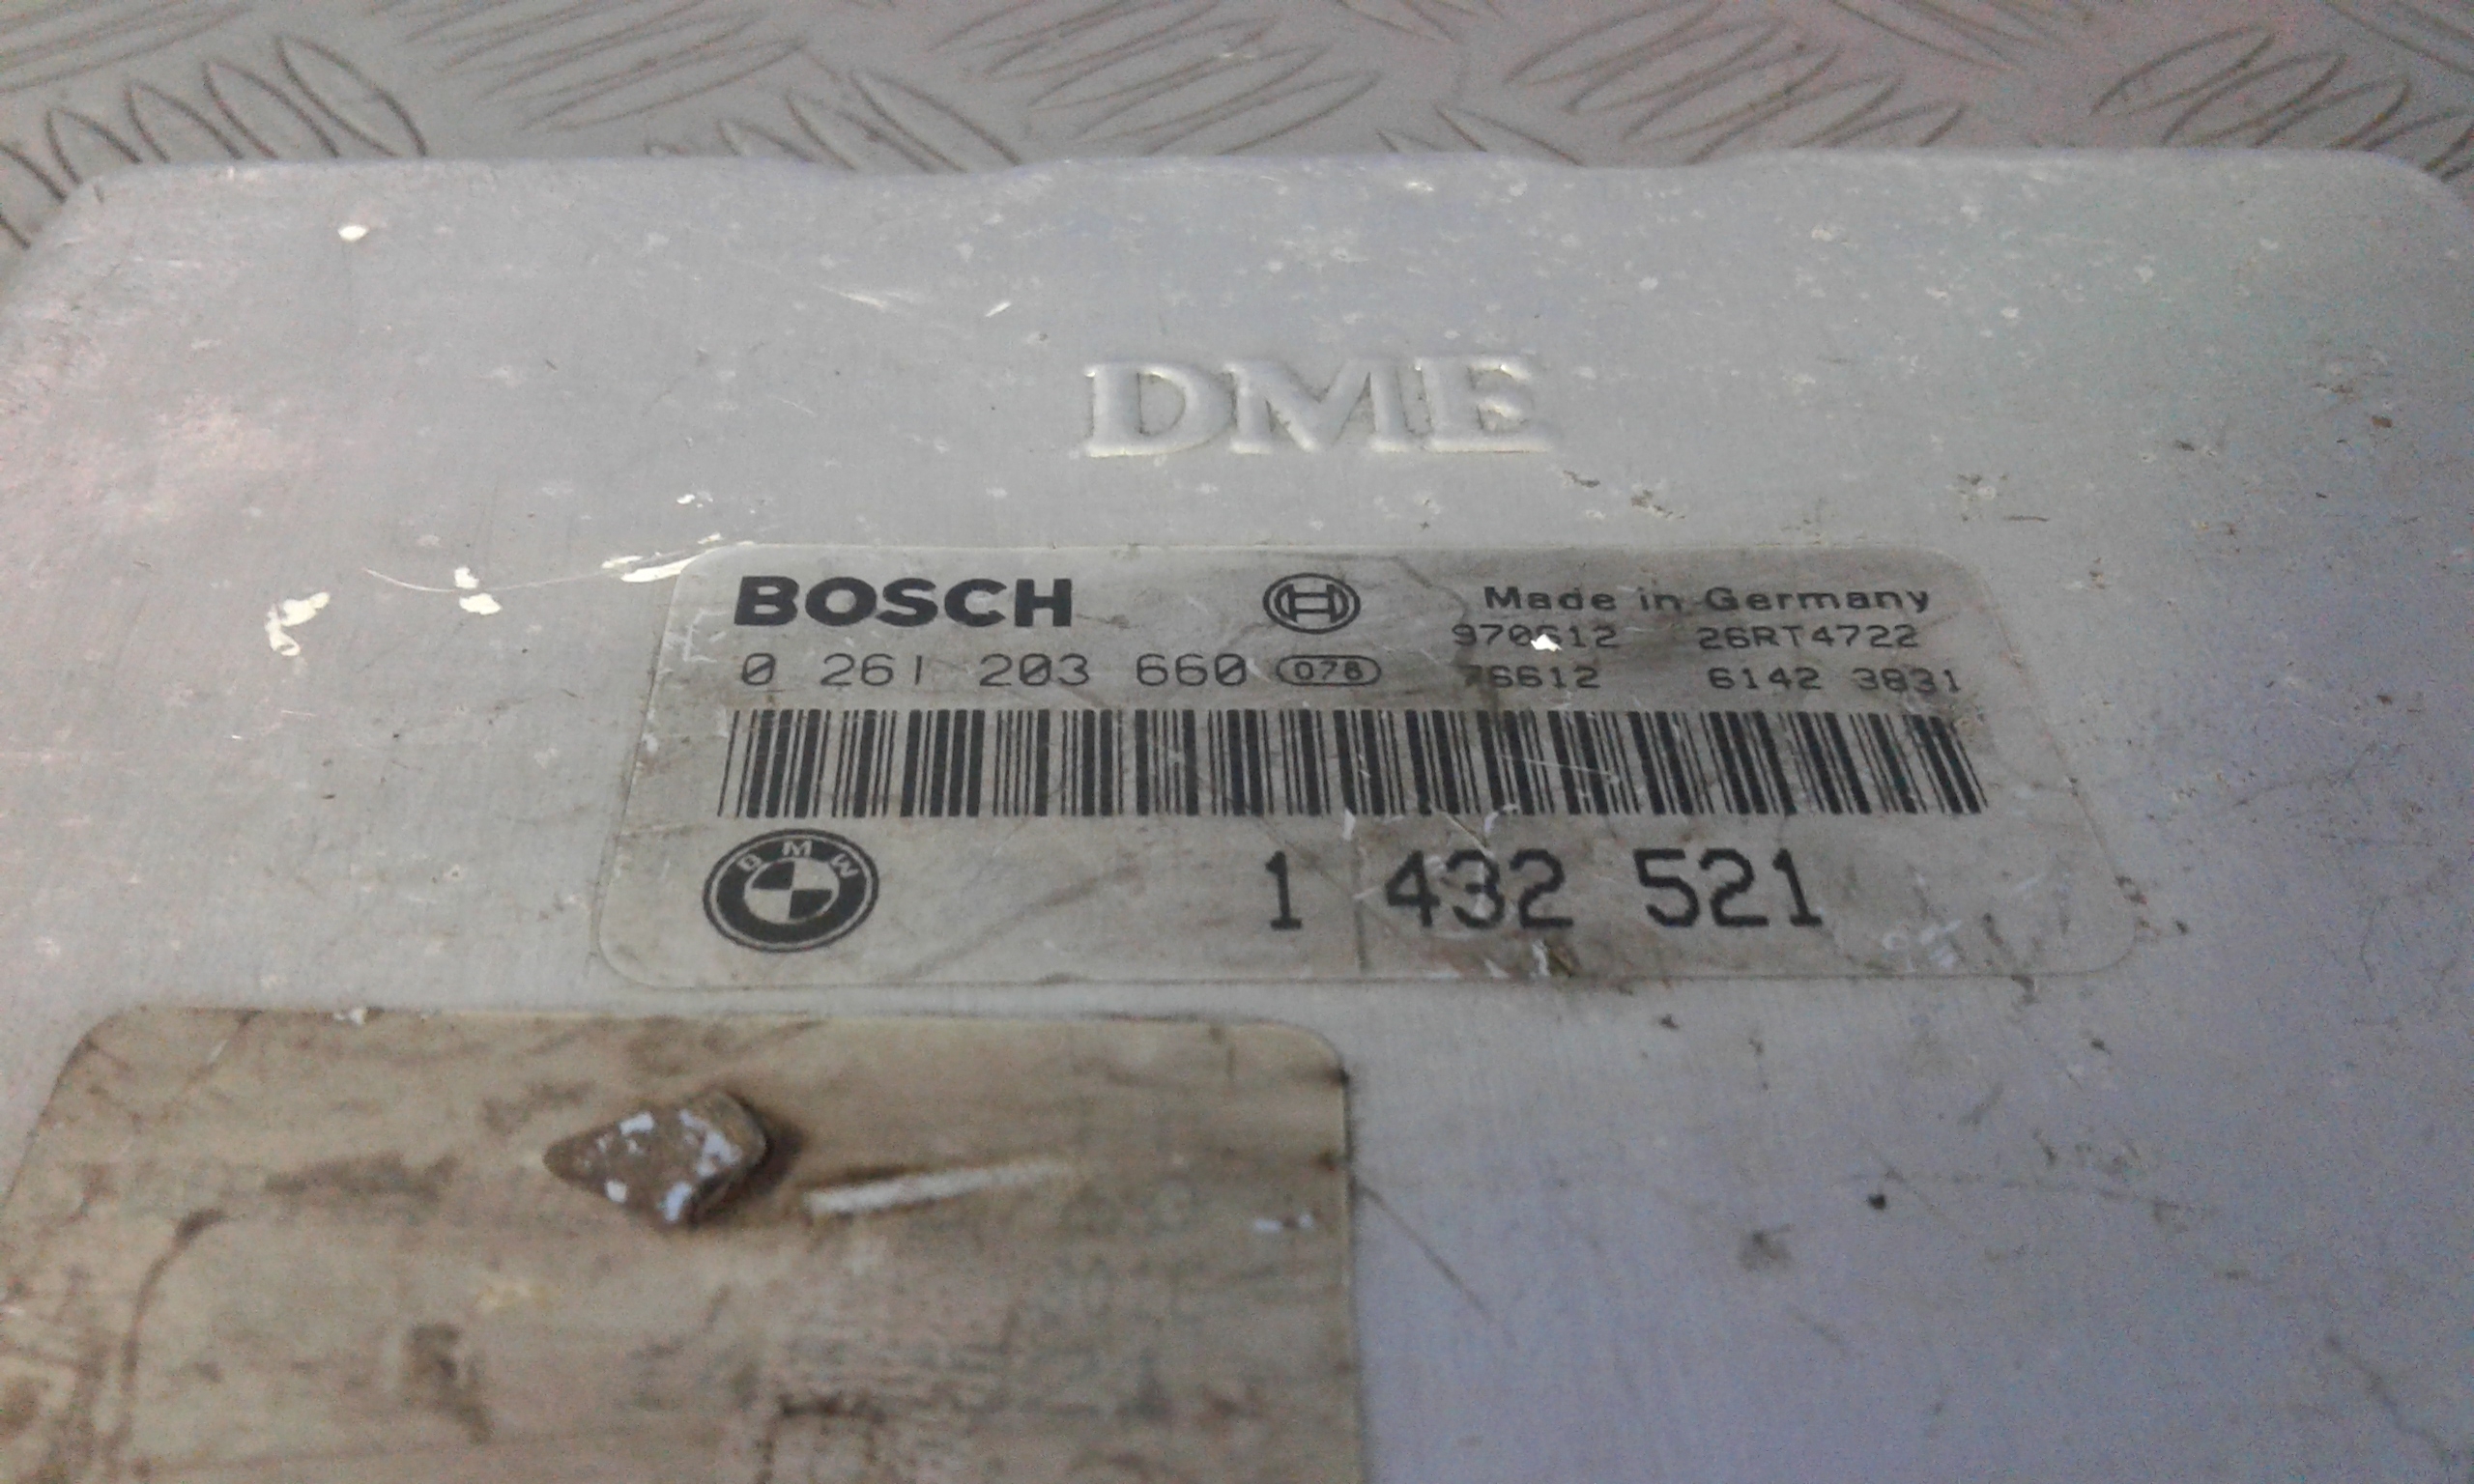 DME
BOSCH
Made in Germany
970612 26RT4722
0 261 203 660 078
76612 6142 3831
BMW
1 432 521